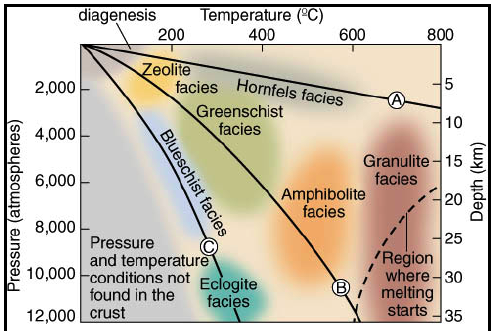 diagenesis
Temperature (ºC)
200
400
600
800
Zeolite
facies
Hornfels facies
A
Greenschist
facies
Blueschist facies
Granulite
facies
Amphibolite
facies
C
B
Eclogite
facies
Region
where
melting
starts
Pressure
and temperature
conditions not
found in the
crust
Pressure (atmospheres)
2,000
4,000
6,000
8,000
10,000
12,000
Depth (km)
5
10
15
20
25
30
35